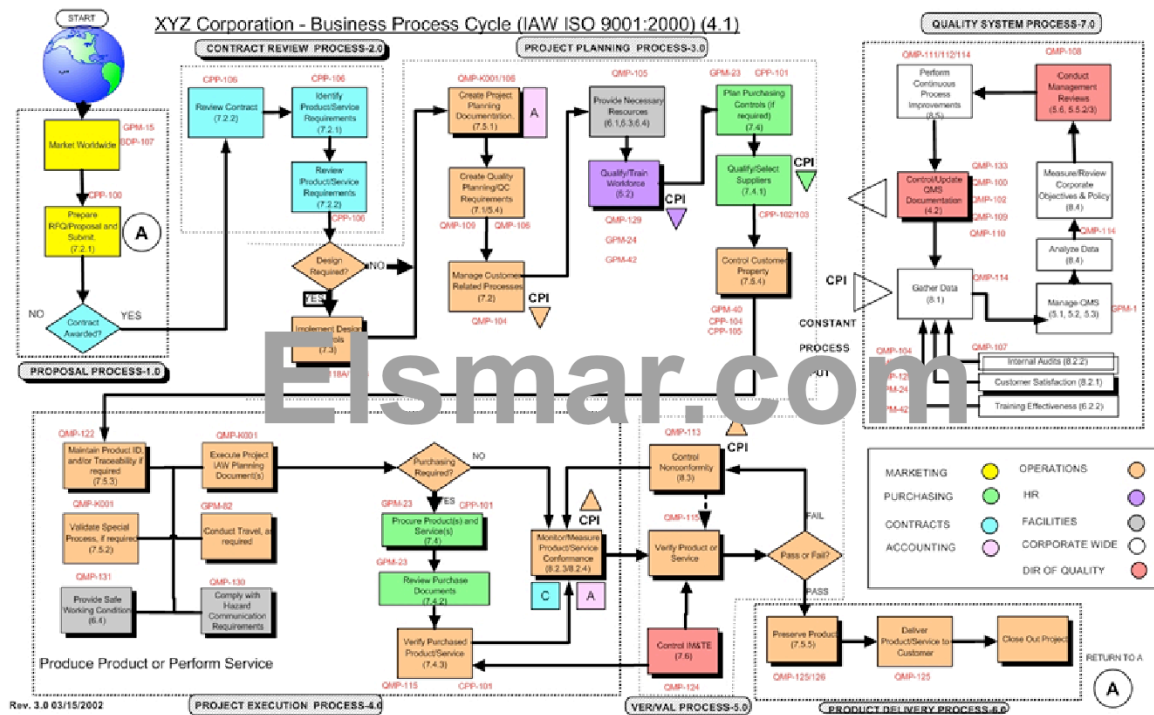 START
XYZ Corporation - Business Process Cycle (IAW ISO 9001:2000) (4.1)
CONTRACT REVIEW PROCESS-2.0
PROJECT PLANNING PROCESS-3.0
QUALITY SYSTEM PROCESS-7.0
GPM-15
BDP-107
Market Worldwide
CPP-100
Prepare
RFQ/Proposal and
Submit.
(7.2.1)
A
NO
YES
Contract
Awarded?
PROPOSAL PROCESS-1.0
CPP-106
Review Contract
(7.2.2)
CPP-106
Identify
Product/Service
Requirements
(7.2.1)
Review
Product/Service
Requirements
(7.2.2)
CPP-106
Design
Required?
NO
YES
Implement Design
(7.3)
QMP-K001/106
Create Project
Planning
Documentation.
(7.5.1)
A
Create Quality
Planning/QC
Requirements
(7.1/5.4)
QMP-100
QMP-106
Manage Customer
Related Processes
(7.2)
CPI
QMP-104
QMP-105
Provide Necessary
Resources
(6.1,6.3,6.4)
Qualify/Train
Workforce
(6.2)
CPI
QMP-129
GPM-24
GPM-42
GPM-23
CPP-101
Plan Purchasing
Controls (if
required)
(7.4)
CPI
Qualify/Select
Suppliers
(7.4.1)
CPP-102/103
Control Customer
Property
(7.5.4)
GPM-40
CPP-104
CPP-105
CPI
CONSTANT
PROCESS
QMP-111/112/114
Perform
Continuous
Process
Improvements
(8.5)
QMP-108
Conduct
Management
Reviews
(5.6, 5.5.2/3)
Control/Update
QMS
Documentation
(4.2)
QMP-133
QMP-100
QMP-102
QMP-109
QMP-110
Measure/Review
Corporate
Objectives & Policy
(8.4)
QMP-114
Analyze Data
(8.4)
QMP-114
Gather Data
(8.1)
Manage QMS
(5.1, 5.2, 5.3)
GPM-1
QMP-104
QMP-107
Internal Audits (8.2.2)
Customer Satisfaction (8.2.1)
Training Effectiveness (6.2.2)
Elsmar.com
QMP-122
Maintain Product ID,
and/or Traceability if
required
(7.5.3)
QMP-K001
Execute Project
IAW Planning
Document(s)
QMP-K001
Validate Special
Process, if required
(7.5.2)
GPM-82
Conduct Travel, as
required
QMP-131
Provide Safe
Working Condition
(6.4)
QMP-130
Comply with
Hazard
Communication
Requirements
Produce Product or Perform Service
Purchasing
Required?
NO
YES
GPM-23
CPP-101
Procure Product(s) and
Service(s)
(7.4)
GPM-23
Review Purchase
Documents
(7.4.2)
Verify Purchased
Product/Service
(7.4.3)
QMP-115
CPP-101
CPI
Monitor/Measure
Product/Service
Conformance
(8.2.3/8.2.4)
C
A
QMP-113
Control
Nonconformity
(8.3)
CPI
QMP-115
Verify Product or
Service
Control IM&TE
(7.6)
QMP-124
FAIL
Pass or Fail?
PASS
Preserve Product
(7.5.5)
QMP-125/126
Deliver
Product/Service to
Customer
QMP-125
Close Out Project
RETURN TO A
A
MARKETING
OPERATIONS
PURCHASING
HR
CONTRACTS
FACILITIES
ACCOUNTING
CORPORATE WIDE
DIR OF QUALITY
Rev. 3.0 03/15/2002
PROJECT EXECUTION PROCESS-4.0
VER/VAL PROCESS-5.0
PRODUCT DELIVERY PROCESS-6.0